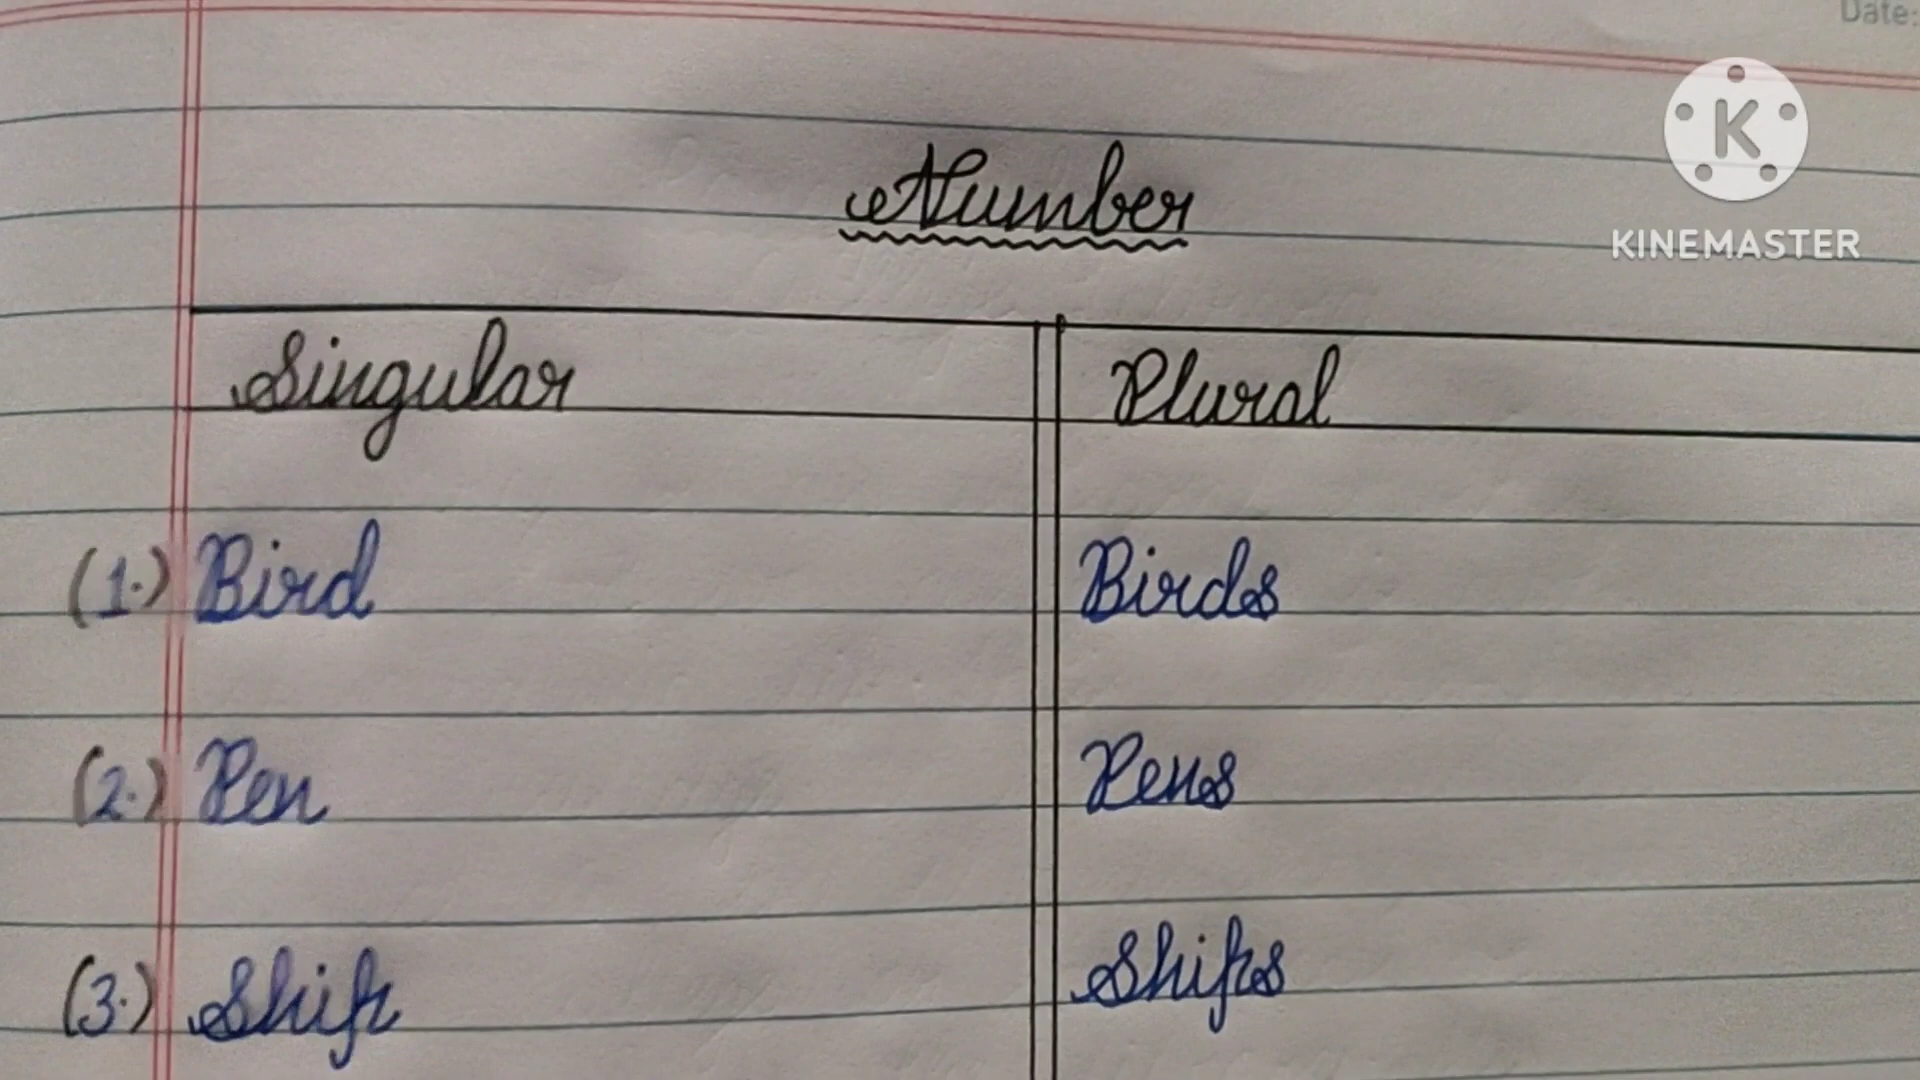 Date:
KINEMASTER
Number
Singular Plural
(1.) Bird Birds
(2.) Pen Pens
(3.) Ship Ships